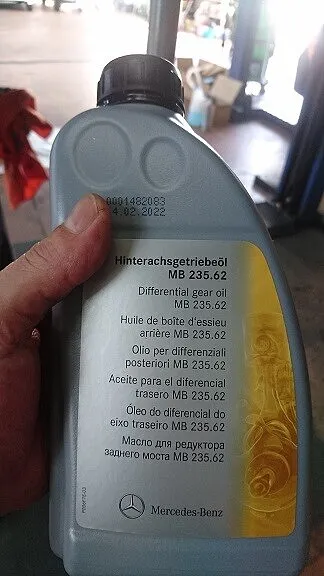 0001482083
4.02.2022
Hinterachsgetriebeöl
MB 235.62
Differential gear oil
MB 235.62
Huile de boîte d'essieu
arrière MB 235.62
Olio per differenziali
posteriori MB 235.62
Aceite para el diferencial
trasero MB 235.62
Óleo do diferencial do
eixo traseiro MB 235.62
Масло для редуктора
заднего моста MB 235.62
Mercedes-Benz